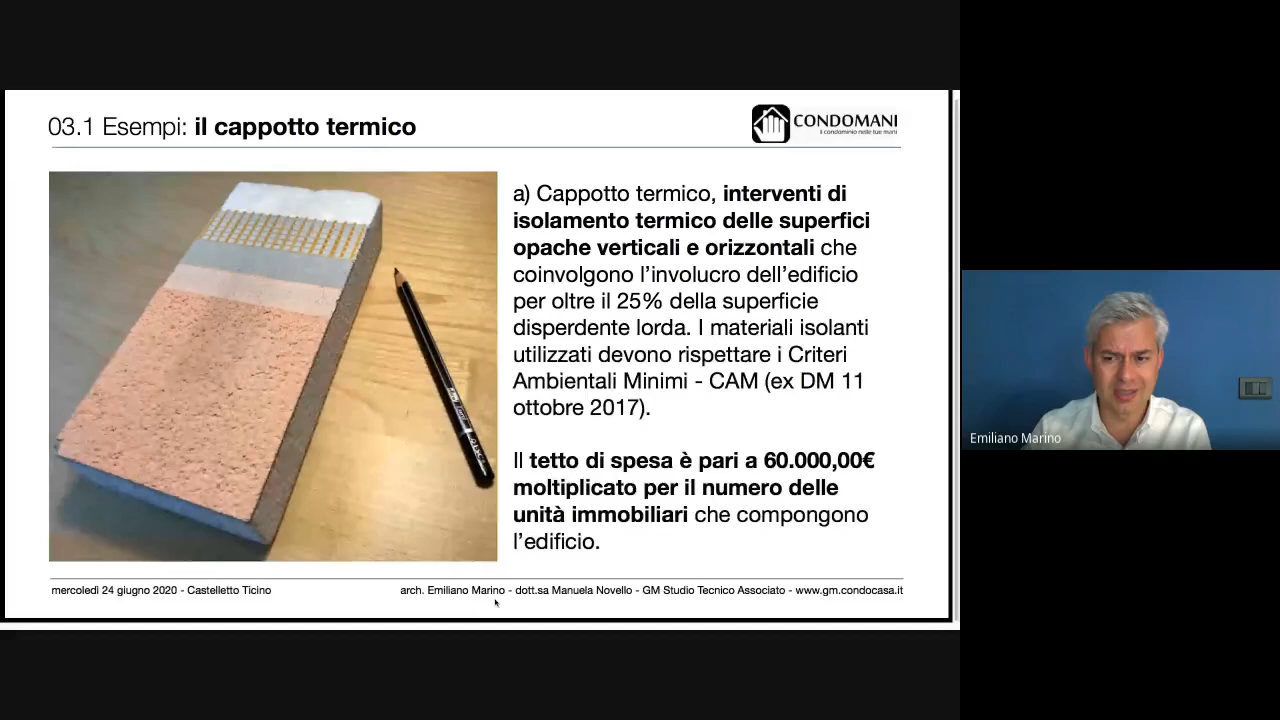 03.1 Esempi: il cappotto termico
CONDOMANI
il condominio nelle tue mani
a) Cappotto termico, interventi di
isolamento termico delle superfici
opache verticali e orizzontali che
coinvolgono l’involucro dell’edificio
per oltre il 25% della superficie
disperdente lorda. I materiali isolanti
utilizzati devono rispettare i Criteri
Ambientali Minimi - CAM (ex DM 11
ottobre 2017).
Il tetto di spesa è pari a 60.000,00€
moltiplicato per il numero delle
unità immobiliari che compongono
l’edificio.
mercoledì 24 giugno 2020 - Castelletto Ticino
arch. Emiliano Marino - dott.sa Manuela Novello - GM Studio Tecnico Associato - www.gm.condocasa.it
Emiliano Marino